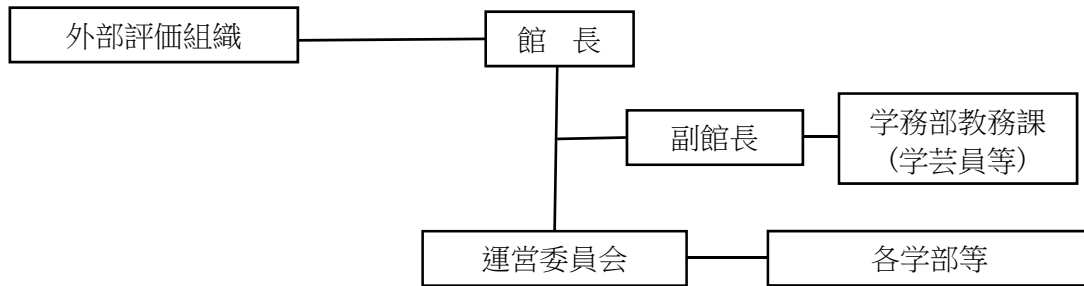 外部評価組織
館　長
副館長
学務部教務課
（学芸員等）
運営委員会
各学部等